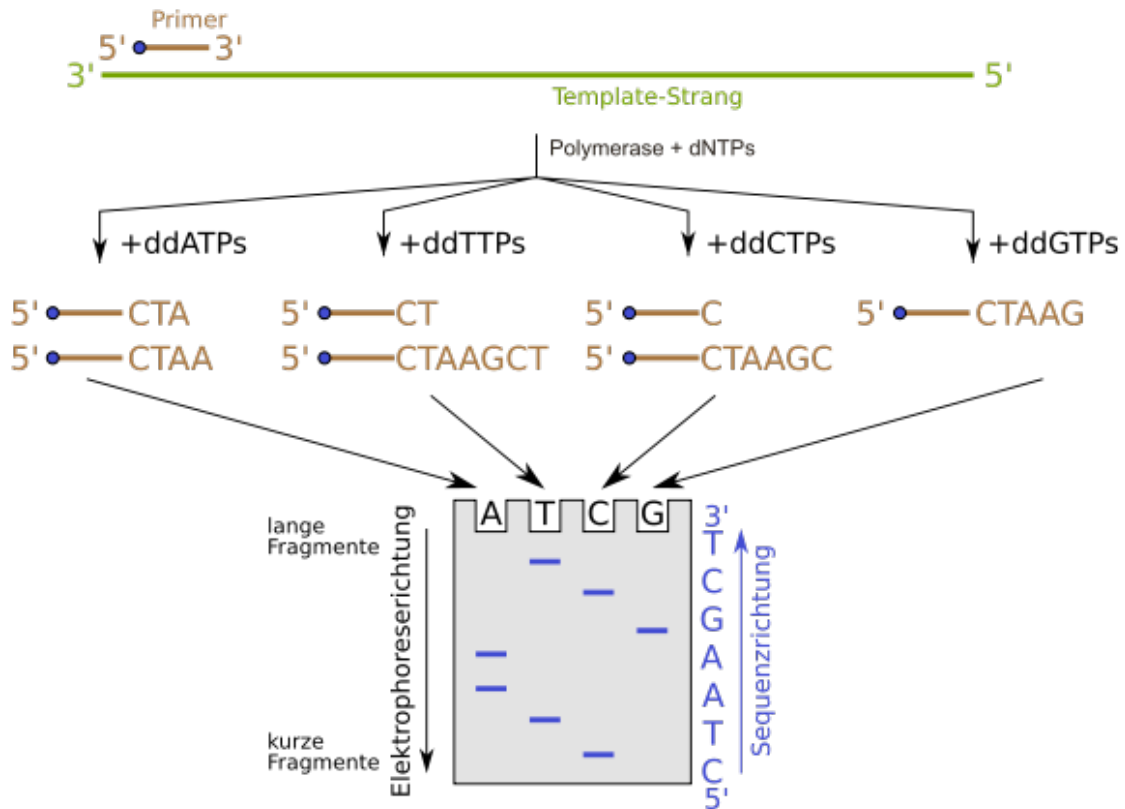 Primer
5' 3'
3' 5'
Template-Strang
Polymerase + dNTPs
+ddATPs +ddTTPs +ddCTPs +ddGTPs
5' CTA 5' CT 5' C 5' CTAAG
5' CTAA 5' CTAAGCT 5' CTAAGC
A T C G
lange
Fragmente
kurze
Fragmente
Elektrophoreserichtung
3'
T
C
G
A
A
T
C
5'
Sequenzrichtung